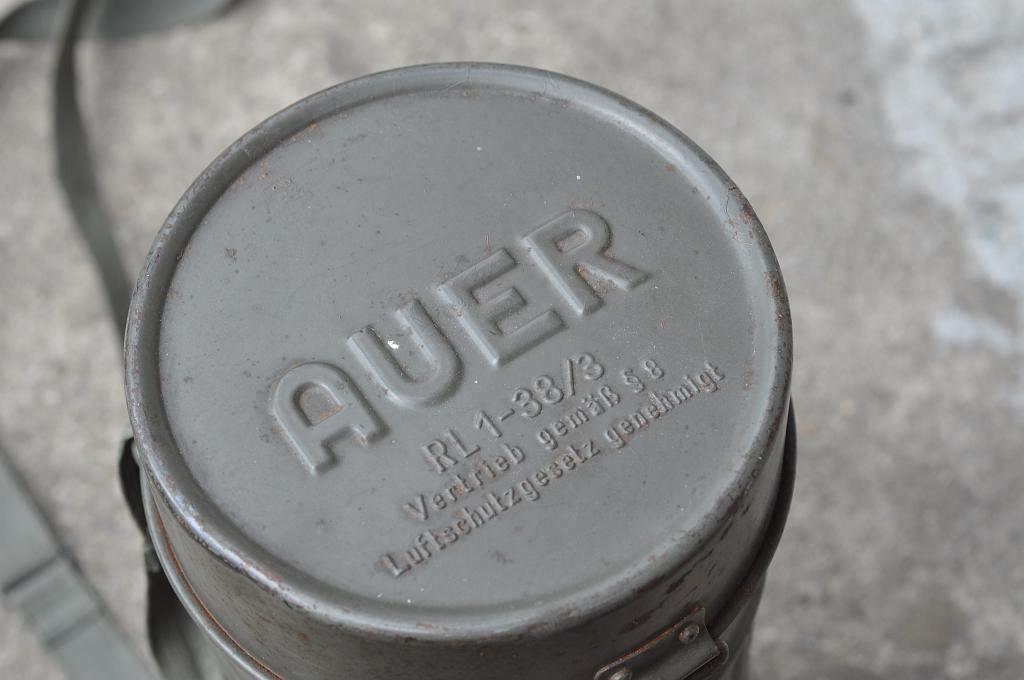 AUER
RL 1-38/3
Vertrieb gemäß § 8
Luftschutzgesetz genehmigt